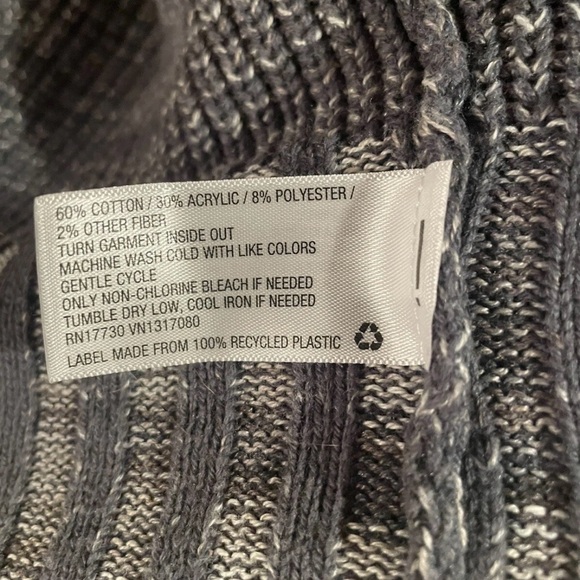 60% COTTON / 30% ACRYLIC / 8% POLYESTER /
2% OTHER FIBER
TURN GARMENT INSIDE OUT
MACHINE WASH COLD WITH LIKE COLORS
GENTLE CYCLE
ONLY NON-CHLORINE BLEACH IF NEEDED
TUMBLE DRY LOW, COOL IRON IF NEEDED
RN17730 VN1317080
LABEL MADE FROM 100% RECYCLED PLASTIC